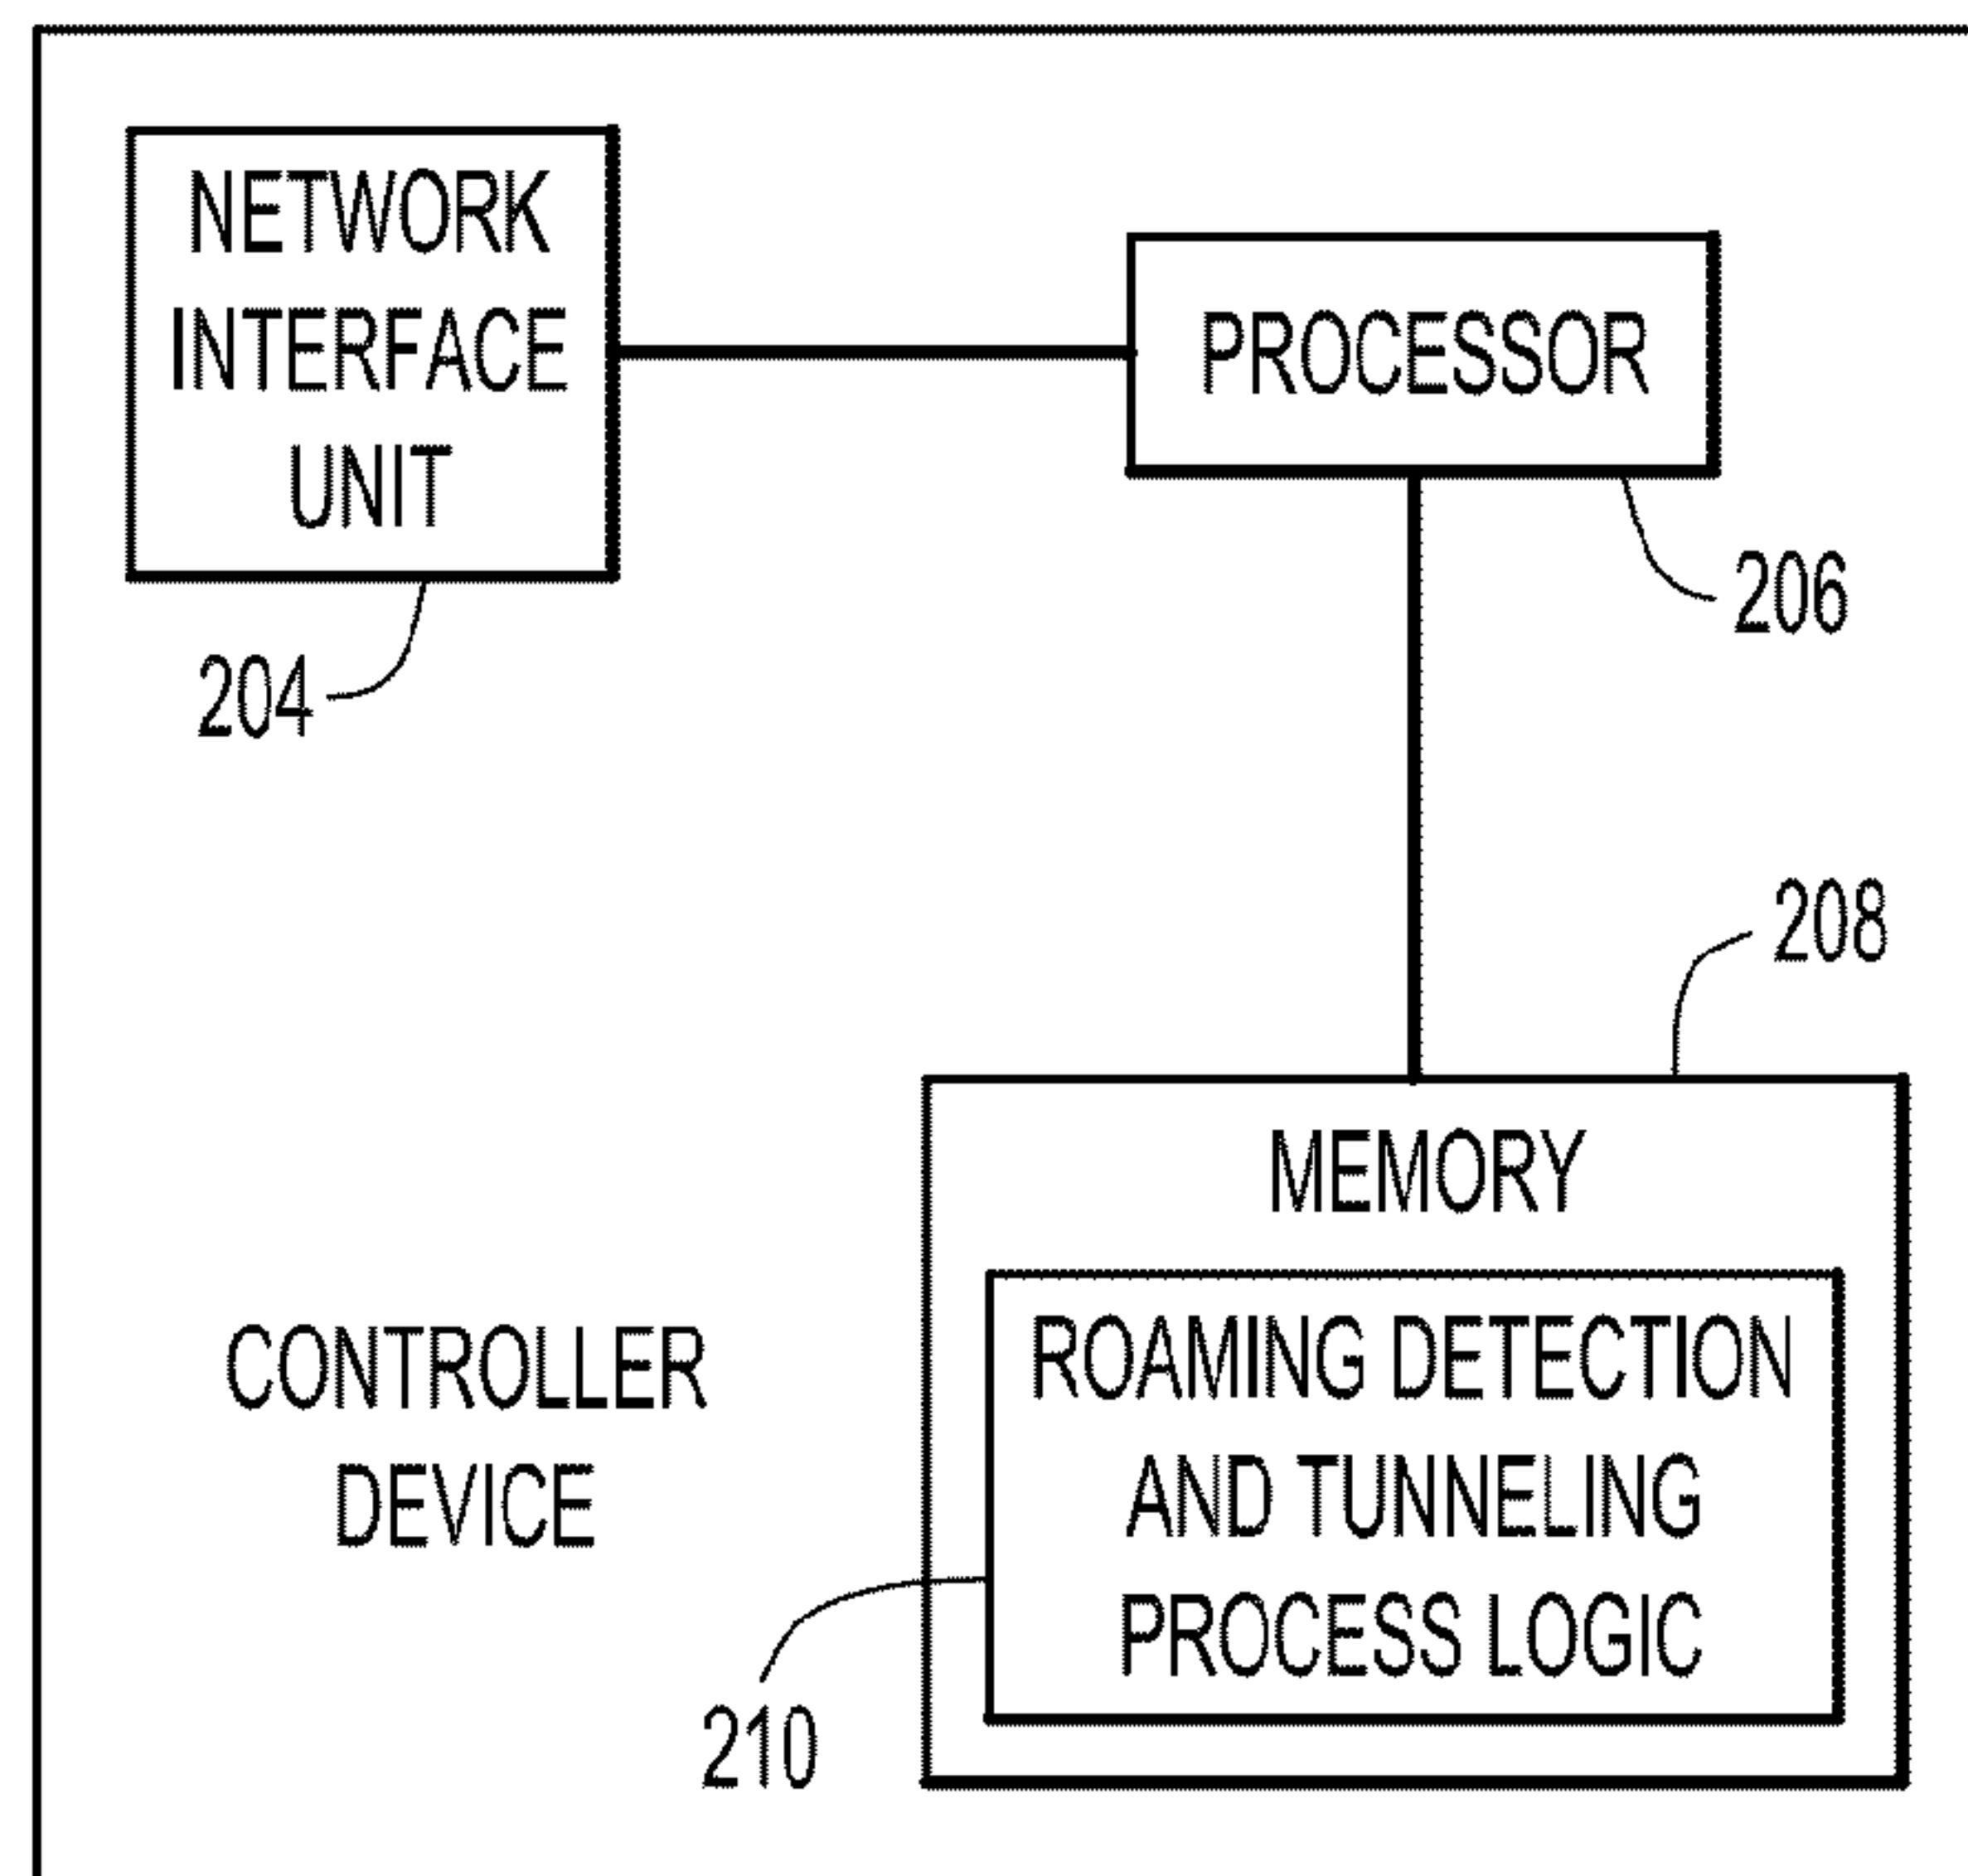 NETWORK
INTERFACE
UNIT
204
PROCESSOR
206
208
MEMORY
ROAMING DETECTION
AND TUNNELING
PROCESS LOGIC
210
CONTROLLER
DEVICE